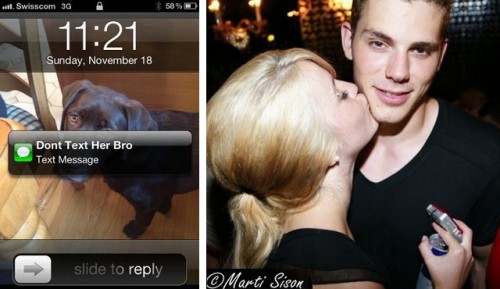 Swisscom 3G 58%
11:21
Sunday, November 18
Dont Text Her Bro
Text Message
slide to reply
©Marti Sison